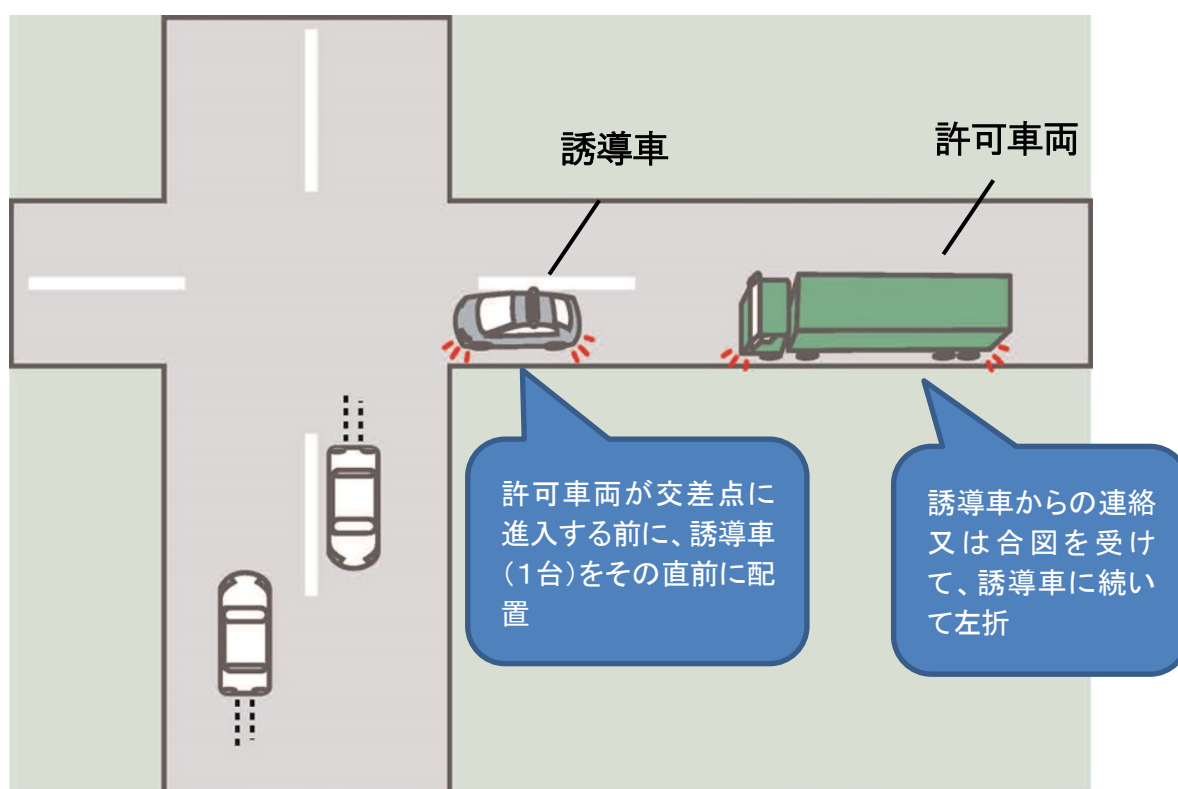 誘導車
許可車両
許可車両が交差点に
進入する前に、誘導車
(1台)をその直前に配
置
誘導車からの連絡
又は合図を受け
て、誘導車に続い
て左折